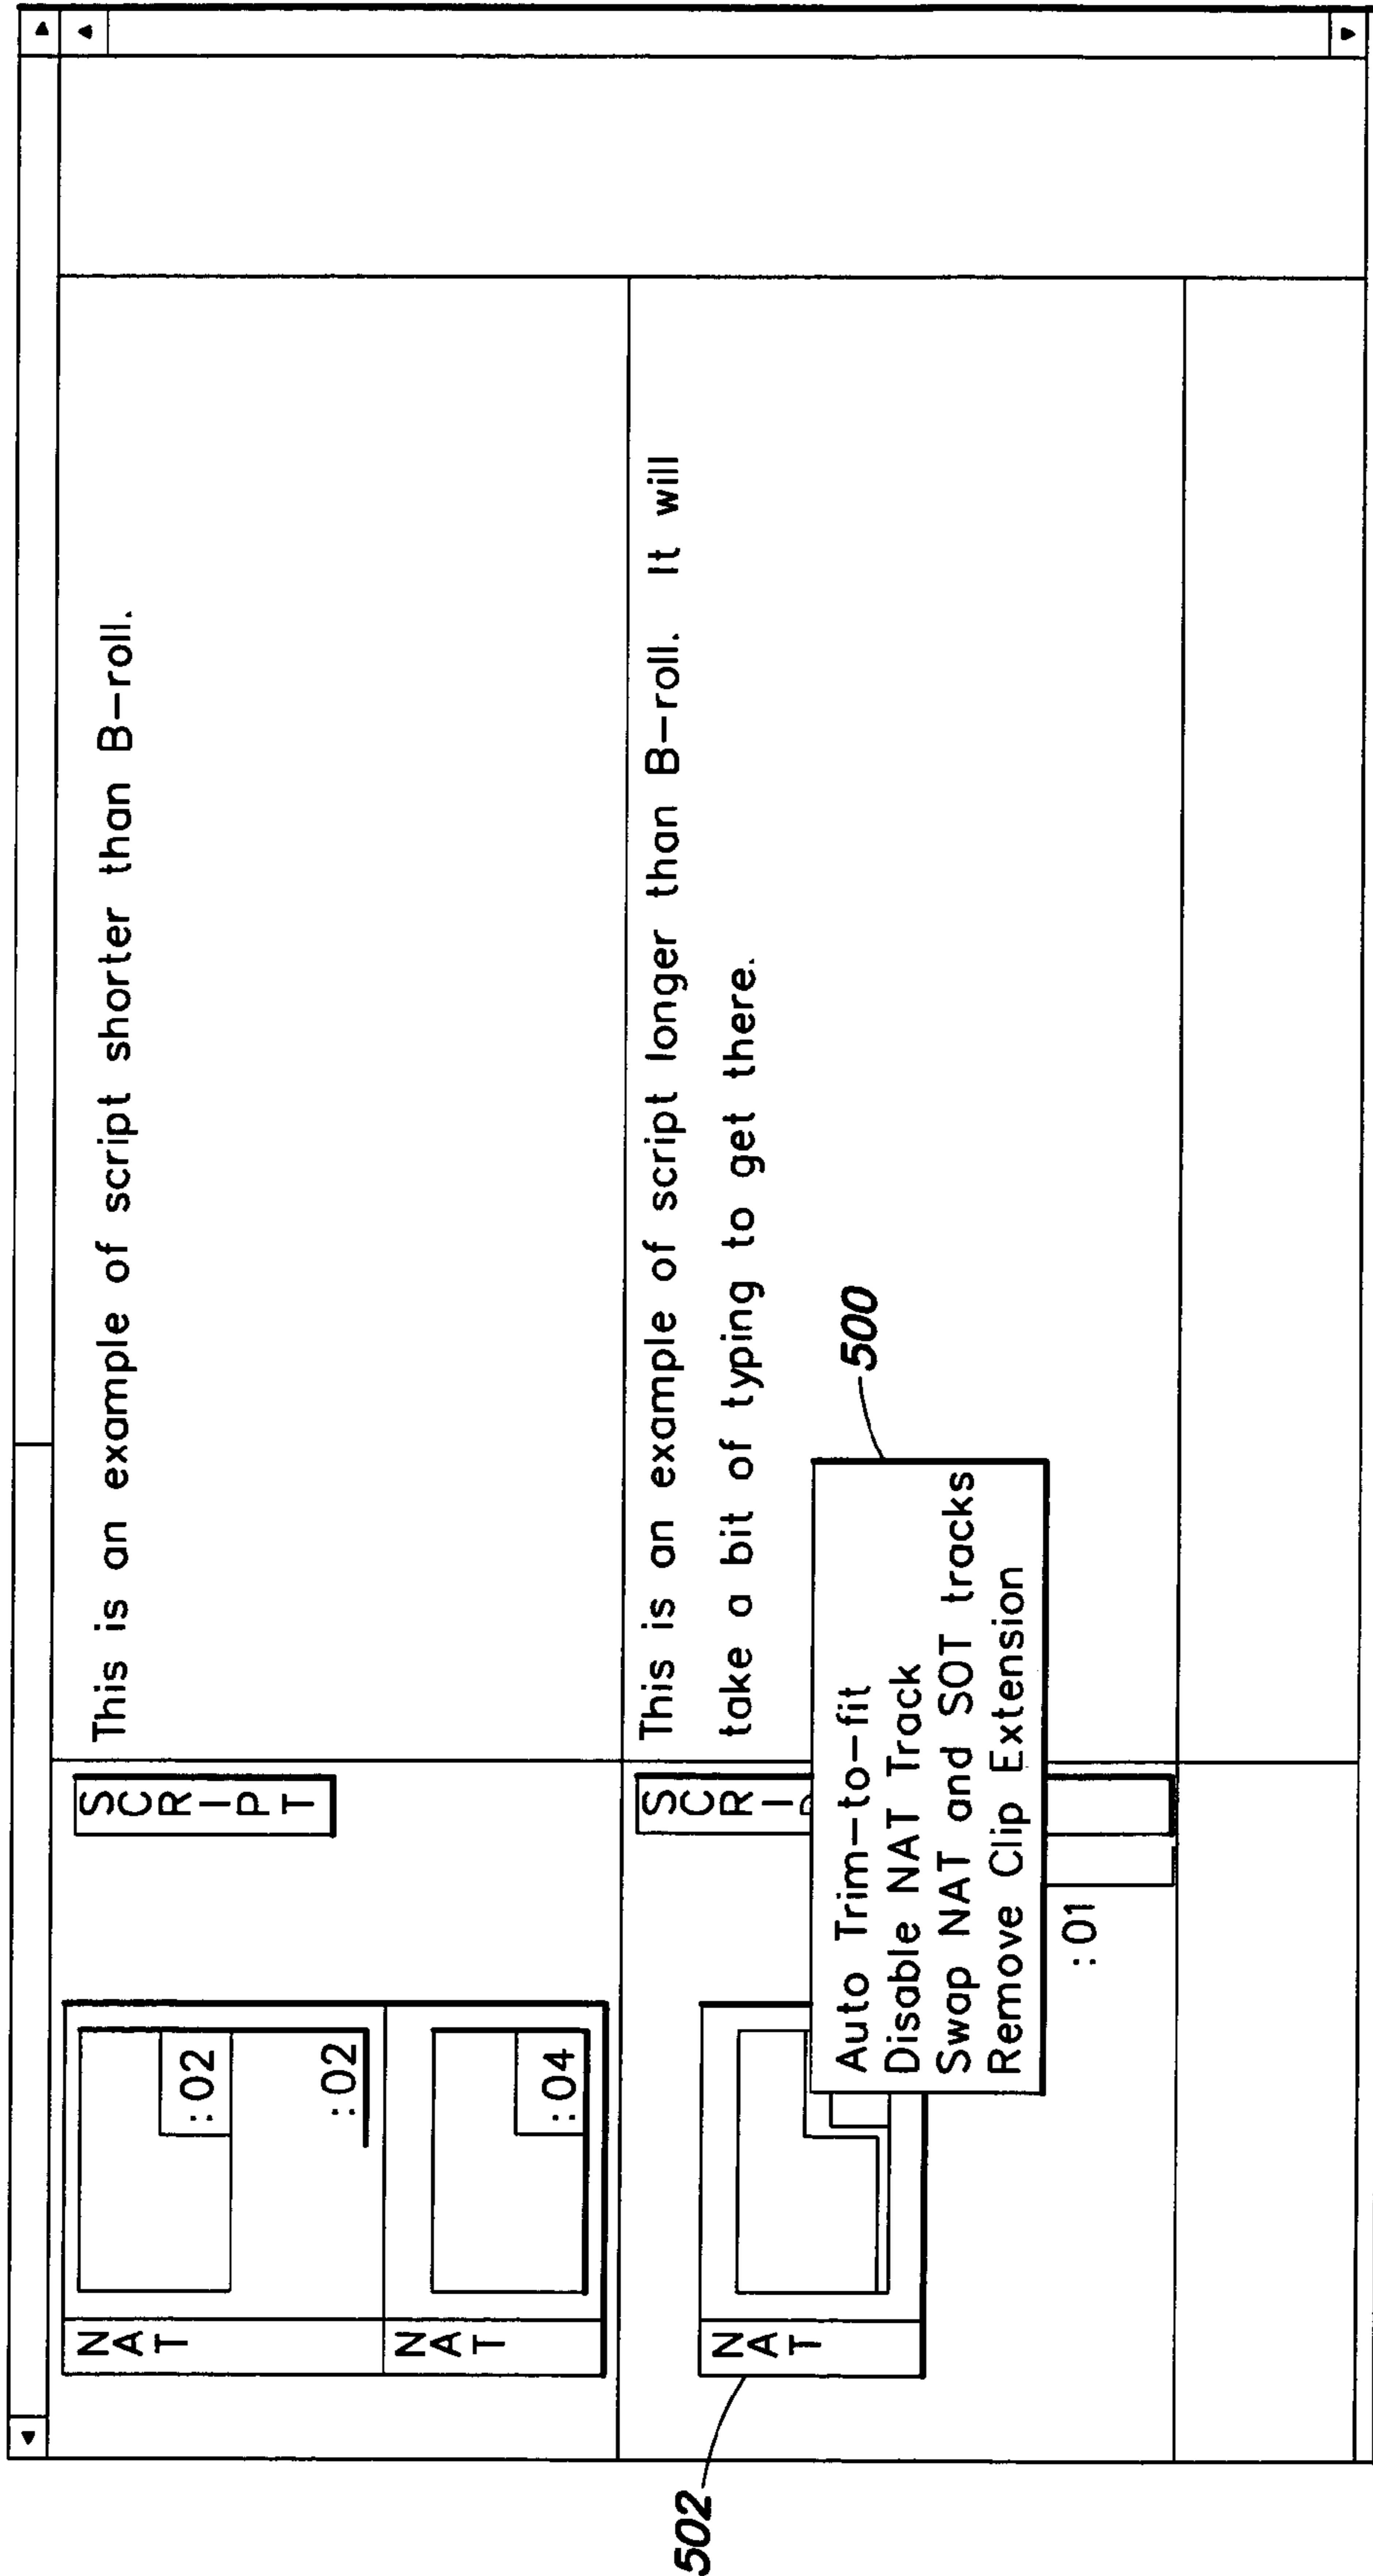 NAT
:02
:02
NAT
:04
SCRIPT
This is an example of script shorter than B-roll.
502
NAT
SCRI
This is an example of script longer than B-roll. It will
take a bit of typing to get there.
500
Auto Trim-to-fit
Disable NAT Track
Swap NAT and SOT tracks
Remove Clip Extension
:01